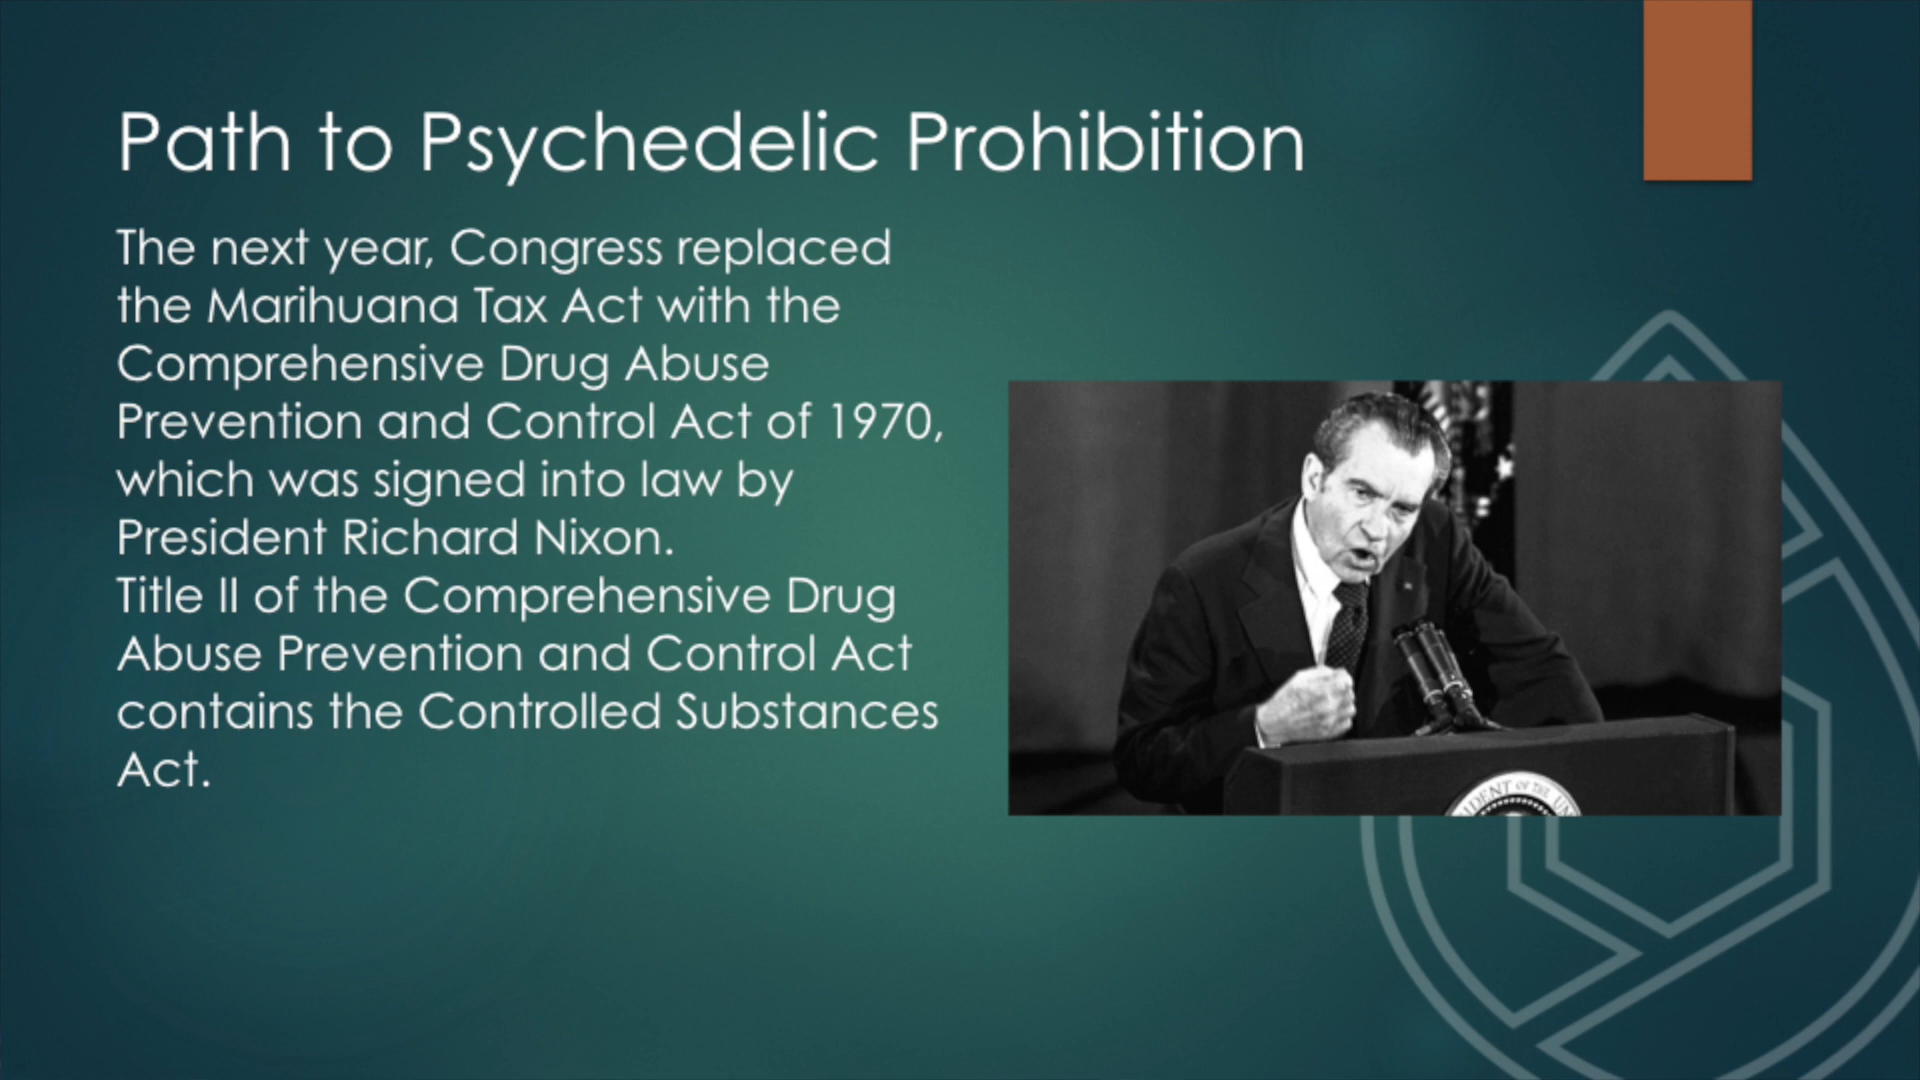 Path to Psychedelic Prohibition
The next year, Congress replaced
the Marihuana Tax Act with the
Comprehensive Drug Abuse
Prevention and Control Act of 1970,
which was signed into law by
President Richard Nixon.
Title II of the Comprehensive Drug
Abuse Prevention and Control Act
contains the Controlled Substances
Act.
OF THE